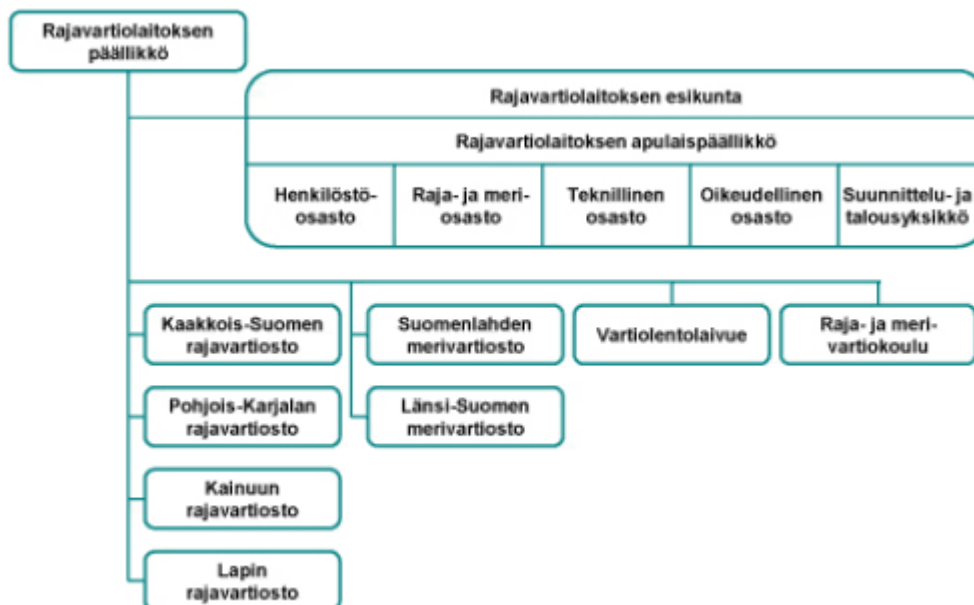 Rajavartiolaitoksen
päällikkö
Rajavartiolaitoksen esikunta
Rajavartiolaitoksen apulaispäällikkö
Henkilöstö-
osasto
Raja- ja meri-
osasto
Teknillinen
osasto
Oikeudellinen
osasto
Suunnittelu- ja
talousyksikkö
Kaakkois-Suomen
rajavartiosto
Suomenlahden
merivartiosto
Vartiolentolaivue
Raja- ja meri-
vartiokoulu
Pohjois-Karjalan
rajavartiosto
Länsi-Suomen
merivartiosto
Kainuun
rajavartiosto
Lapin
rajavartiosto